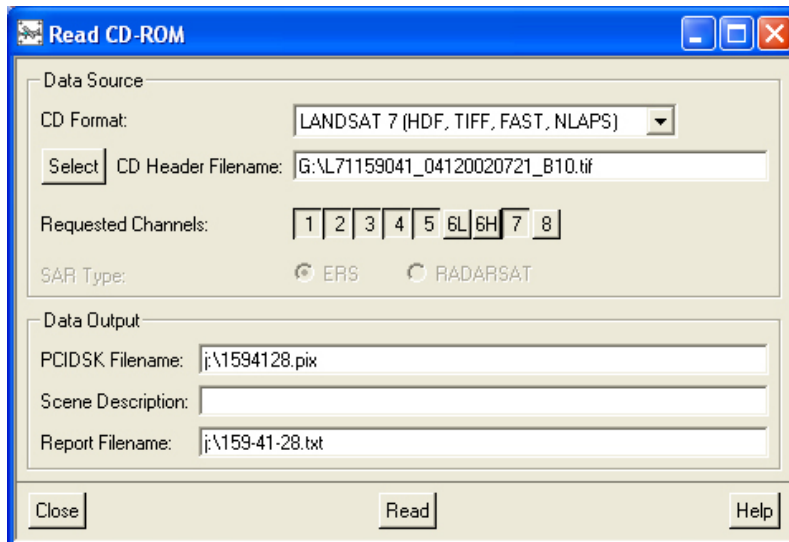 Read CD-ROM
Data Source
CD Format: LANDSAT 7 (HDF, TIFF, FAST, NLAPS)
Select CD Header Filename: G:\L71159041_04120020721_B10.tif
Requested Channels: 1 2 3 4 5 6L 6H 7 8
SAR Type: ERS RADARSAT
Data Output
PCIDSK Filename: j:\1594128.pix
Scene Description:
Report Filename: j:\159-41-28.txt
Close Read Help